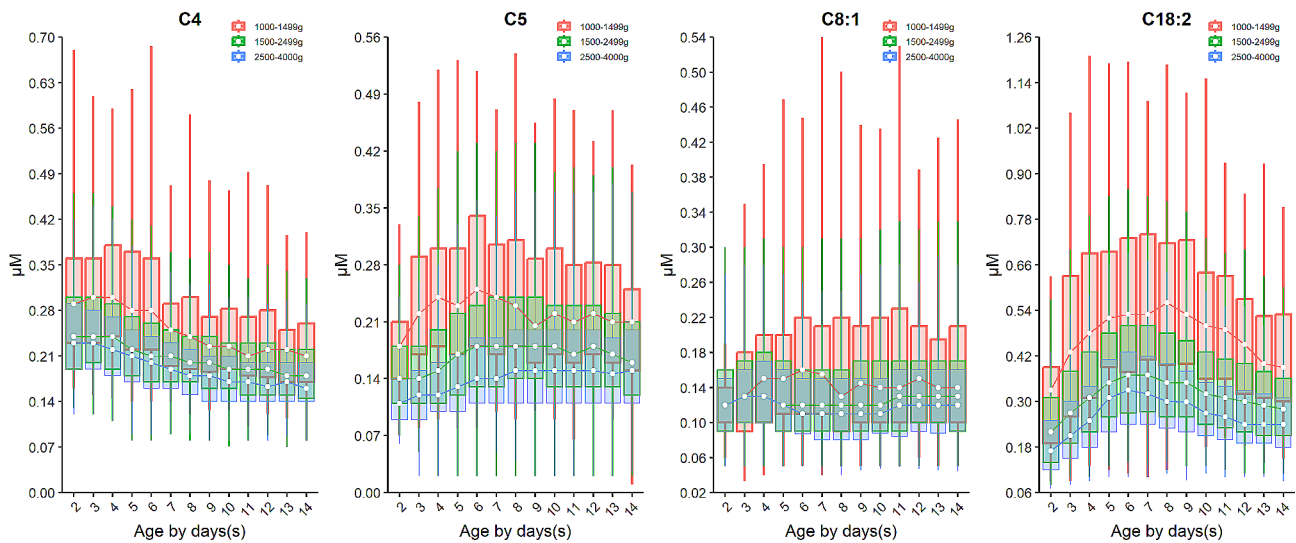 C4
1000-1499g
1500-2499g
2500-4000g
0.70
0.63
0.56
0.49
0.42
0.35
0.28
0.21
0.14
0.07
0.00
µM
2 3 4 5 6 7 8 9 10 11 12 13 14
Age by days(s)
C5
1000-1499g
1500-2499g
2500-4000g
0.56
0.49
0.42
0.35
0.28
0.21
0.14
0.07
0.00
µM
2 3 4 5 6 7 8 9 10 11 12 13 14
Age by days(s)
C8:1
1000-1499g
1500-2499g
2500-4000g
0.54
0.50
0.46
0.42
0.38
0.34
0.30
0.26
0.22
0.18
0.14
0.10
0.06
0.02
µM
2 3 4 5 6 7 8 9 10 11 12 13 14
Age by days(s)
C18:2
1000-1499g
1500-2499g
2500-4000g
1.26
1.14
1.02
0.90
0.78
0.66
0.54
0.42
0.30
0.18
0.06
µM
2 3 4 5 6 7 8 9 10 11 12 13 14
Age by days(s)